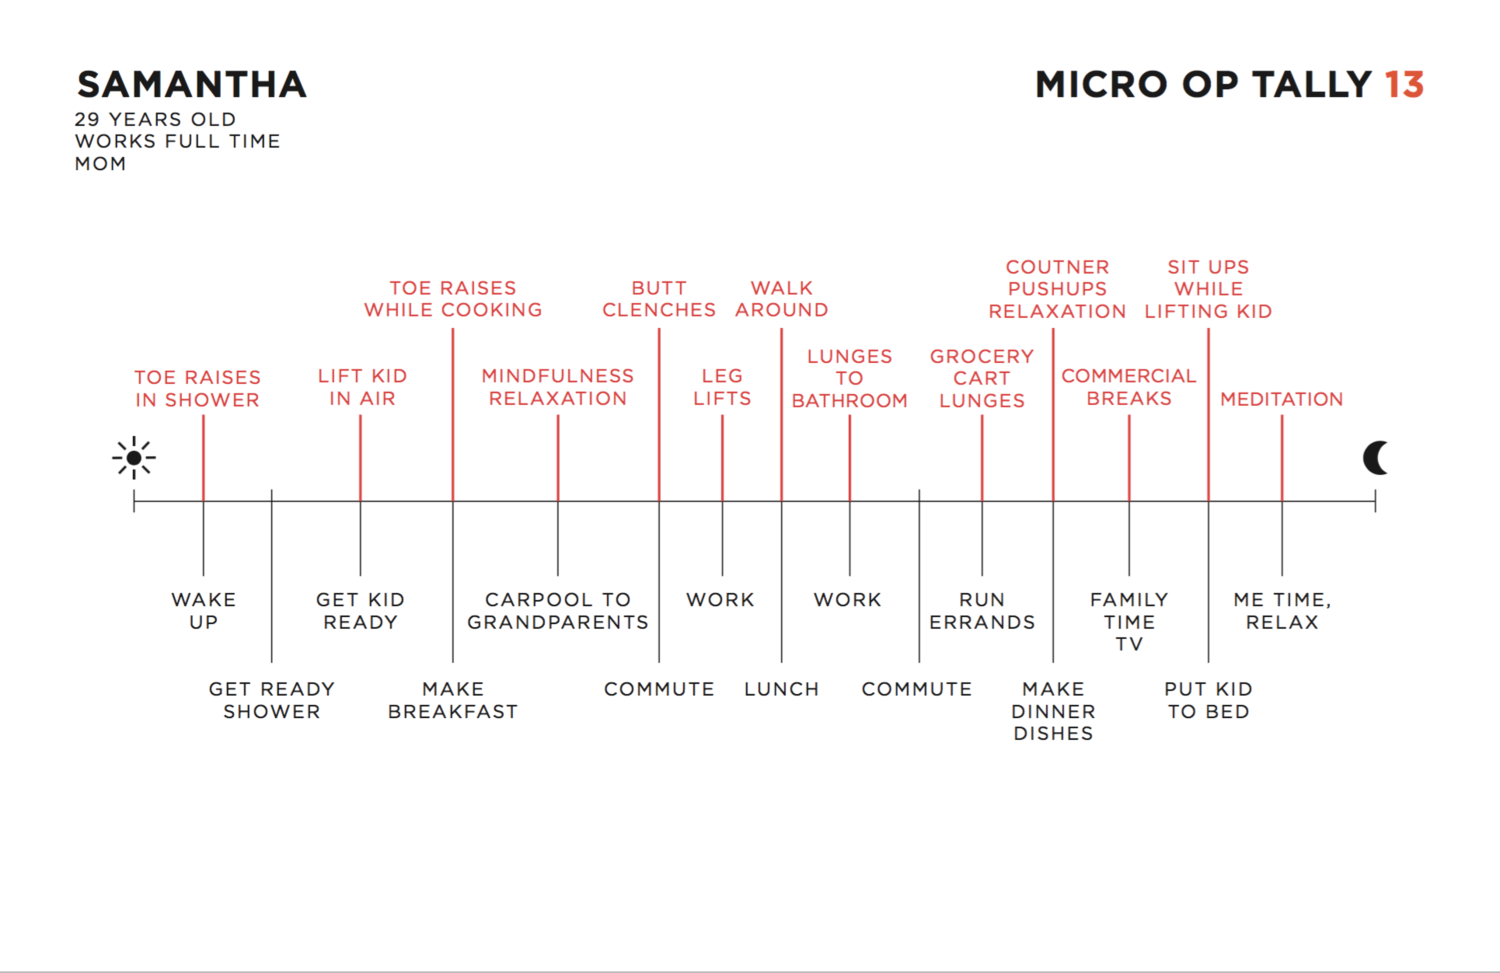 SAMANTHA
29 YEARS OLD
WORKS FULL TIME
MOM
MICRO OP TALLY 13
TOE RAISES
IN SHOWER
LIFT KID
IN AIR
TOE RAISES
WHILE COOKING
MINDFULNESS
RELAXATION
BUTT
CLENCHES
LEG
LIFTS
WALK
AROUND
LUNGES
TO
BATHROOM
GROCERY
CART
LUNGES
COUTNER
PUSHUPS
RELAXATION
COMMERCIAL
BREAKS
SIT UPS
WHILE
LIFTING KID
MEDITATION
WAKE
UP
GET READY
SHOWER
GET KID
READY
MAKE
BREAKFAST
CARPOOL TO
GRANDPARENTS
COMMUTE
WORK
LUNCH
WORK
COMMUTE
RUN
ERRANDS
MAKE
DINNER
DISHES
FAMILY
TIME
TV
PUT KID
TO BED
ME TIME,
RELAX